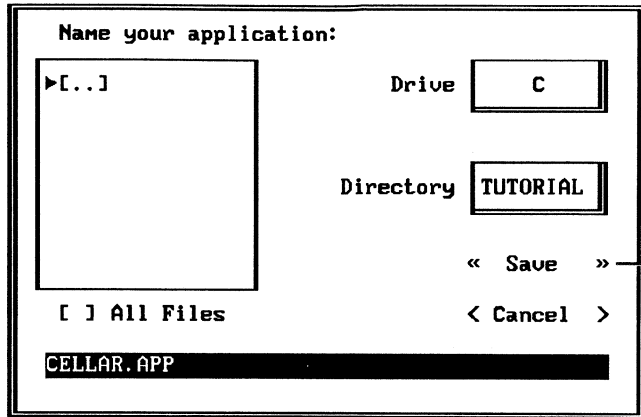 Name your application:
►[..]
Drive C
Directory TUTORIAL
« Save »
[ ] All Files
< Cancel >
CELLAR.APP